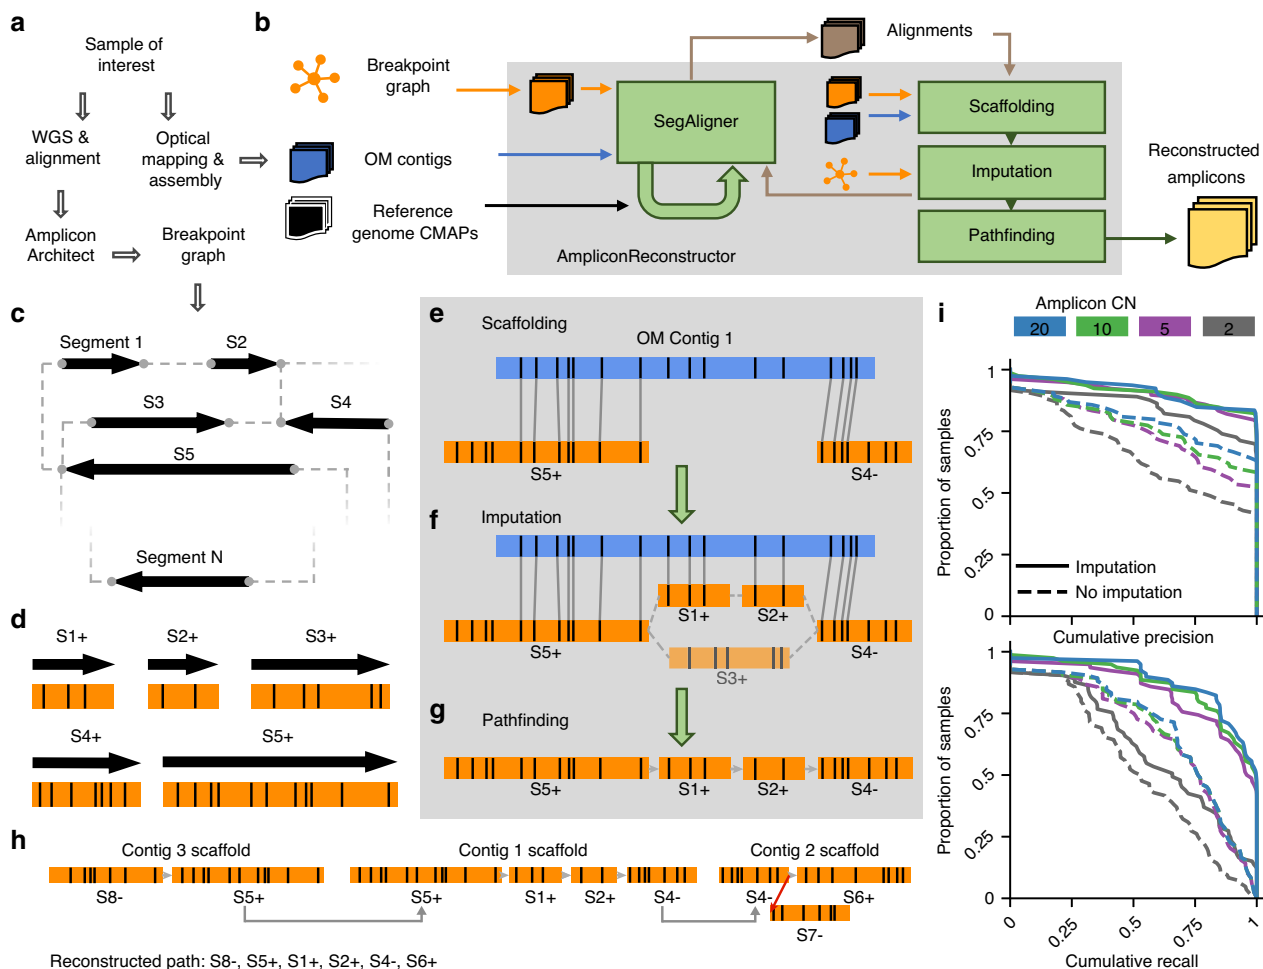 a
Sample of
interest
WGS &
alignment
Optical
mapping &
assembly
Amplicon
Architect
Breakpoint
graph
b
Breakpoint
graph
OM contigs
Reference
genome CMAPs
SegAligner
AmpliconReconstructor
Alignments
Scaffolding
Imputation
Pathfinding
Reconstructed
amplicons
c
Segment 1
S2
S3
S4
S5
Segment N
d
S1+
S2+
S3+
S4+
S5+
e
Scaffolding
OM Contig 1
S5+
S4-
f
Imputation
S1+
S2+
S5+
S4-
S3+
g
Pathfinding
S5+
S1+
S2+
S4-
h
Contig 3 scaffold
Contig 1 scaffold
Contig 2 scaffold
S8-
S5+
S5+
S1+
S2+
S4-
S4-
S6+
S7-
Reconstructed path: S8-, S5+, S1+, S2+, S4-, S6+
i
Amplicon CN
20
10
5
2
Proportion of samples
1
0.75
0.5
0.25
0
Imputation
No imputation
Cumulative precision
Proportion of samples
1
0.75
0.5
0.25
0
0
0.25
0.5
0.75
1
Cumulative recall